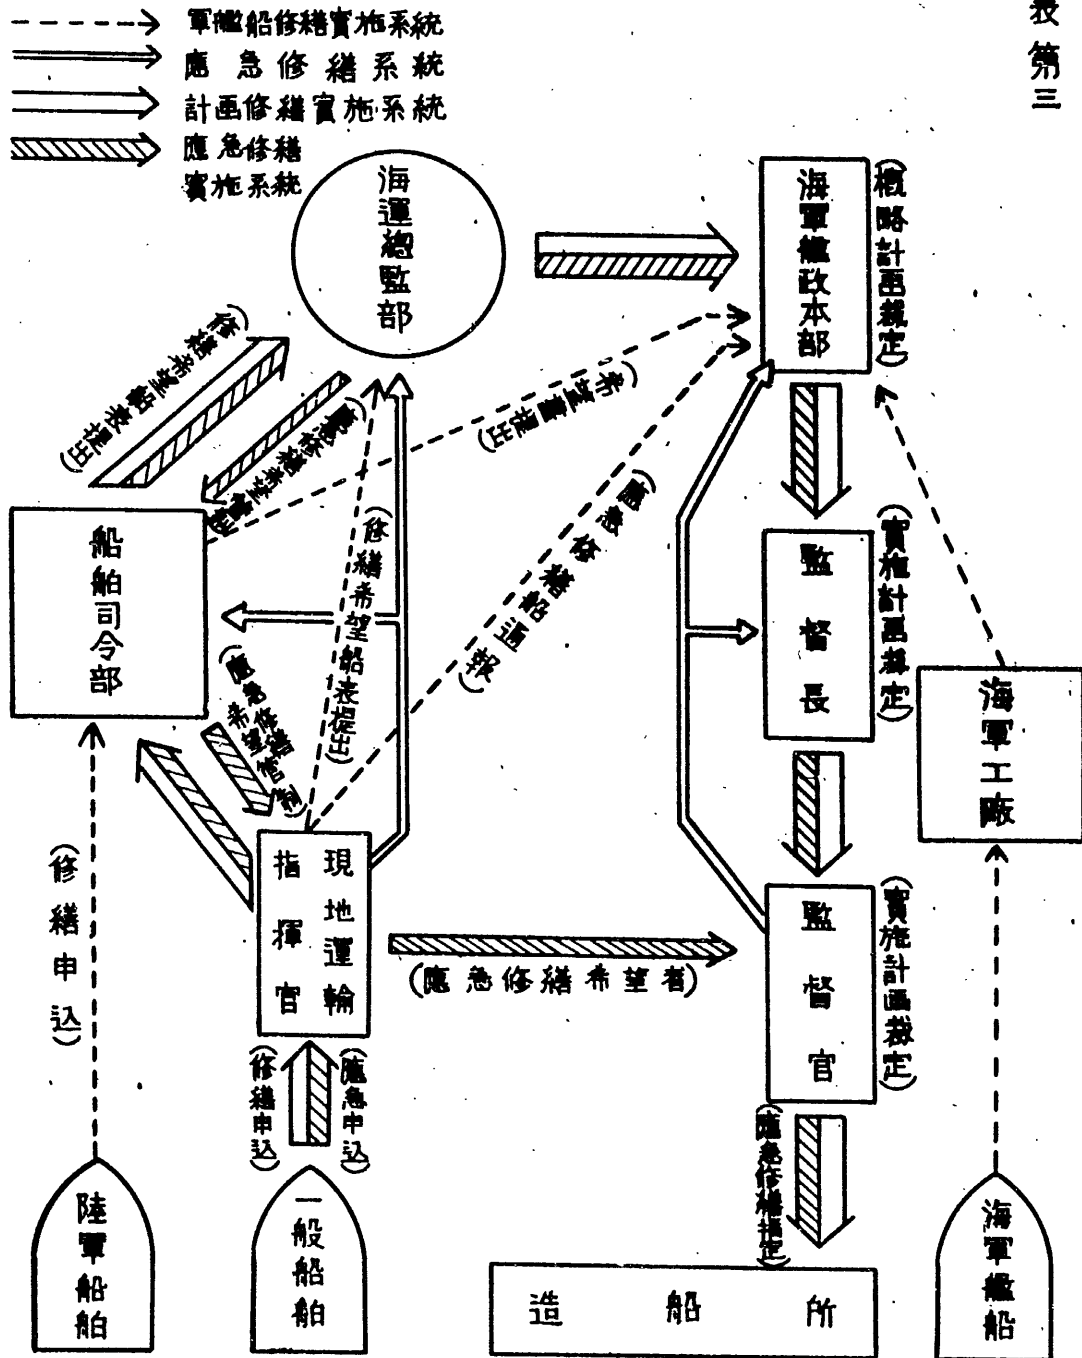 表第三
軍艦船修繕實施系統
應急修繕系統
計画修繕實施系統
應急修繕
實施系統
海運總監部
海軍艦政本部
(概略計画裁定)
(修繕希望船表提出)
(希望書提出)
(應急修繕船通報)
(修繕希望船表提出)
船舶司令部
監督長
(實施計画裁定)
海軍工廠
(應急修繕
希望管制)
現地運輸
指揮官
(應急修繕希望者)
監督官
(實施計画裁定)
(修繕申込)
(修繕申込)
(應急申込)
(應急修繕指定)
陸軍船舶
一般船舶
造船所
海軍艦船